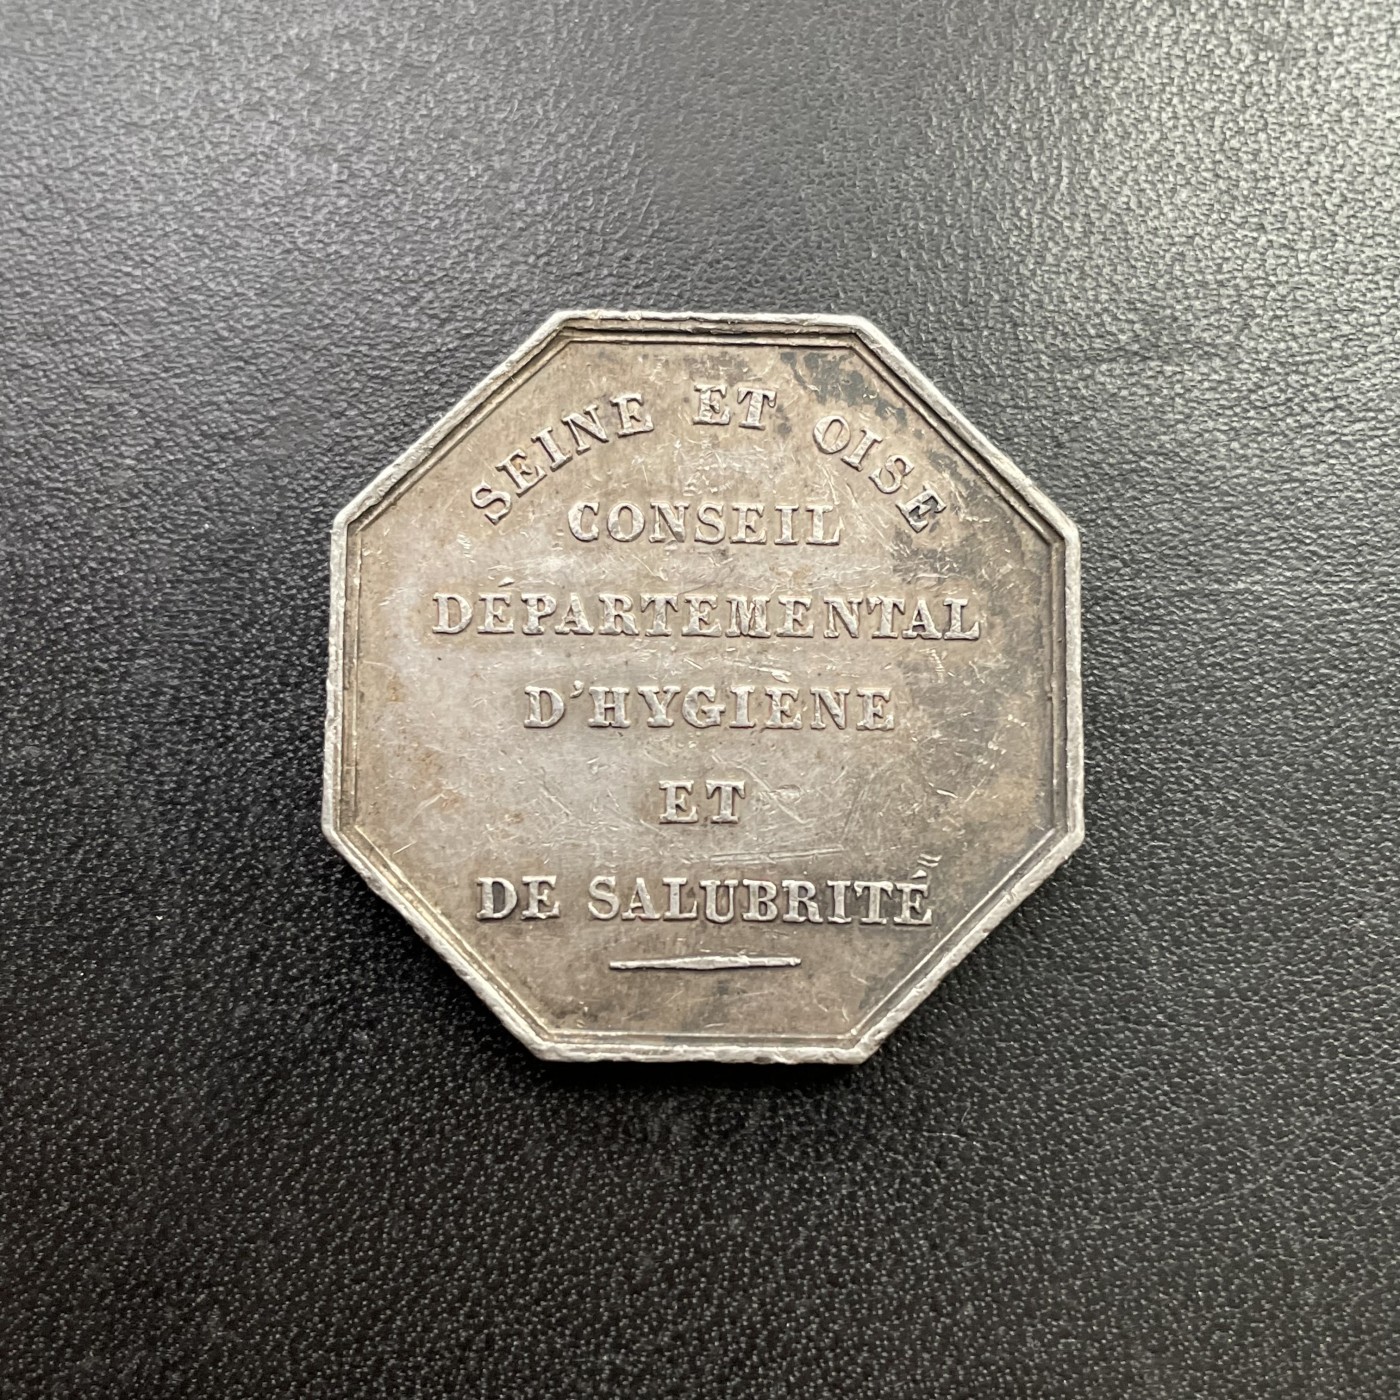 SEINE ET OISE
CONSEIL
DÉPARTEMENTAL
D'HYGIENE
ET
DE SALUBRITÉ